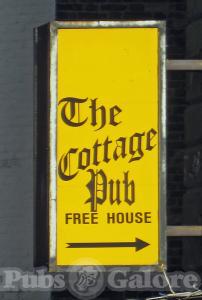 The
Cottage
Pub
FREE HOUSE
Pubs Galore